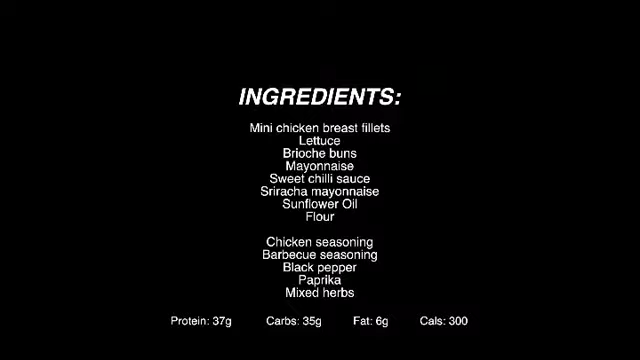 INGREDIENTS:
Mini chicken breast fillets
Lettuce
Brioche buns
Mayonnaise
Sweet chilli sauce
Sriracha mayonnaise
Sunflower Oil
Flour
Chicken seasoning
Barbecue seasoning
Black pepper
Paprika
Mixed herbs
Protein: 37g Carbs: 35g Fat: 6g Cals: 300